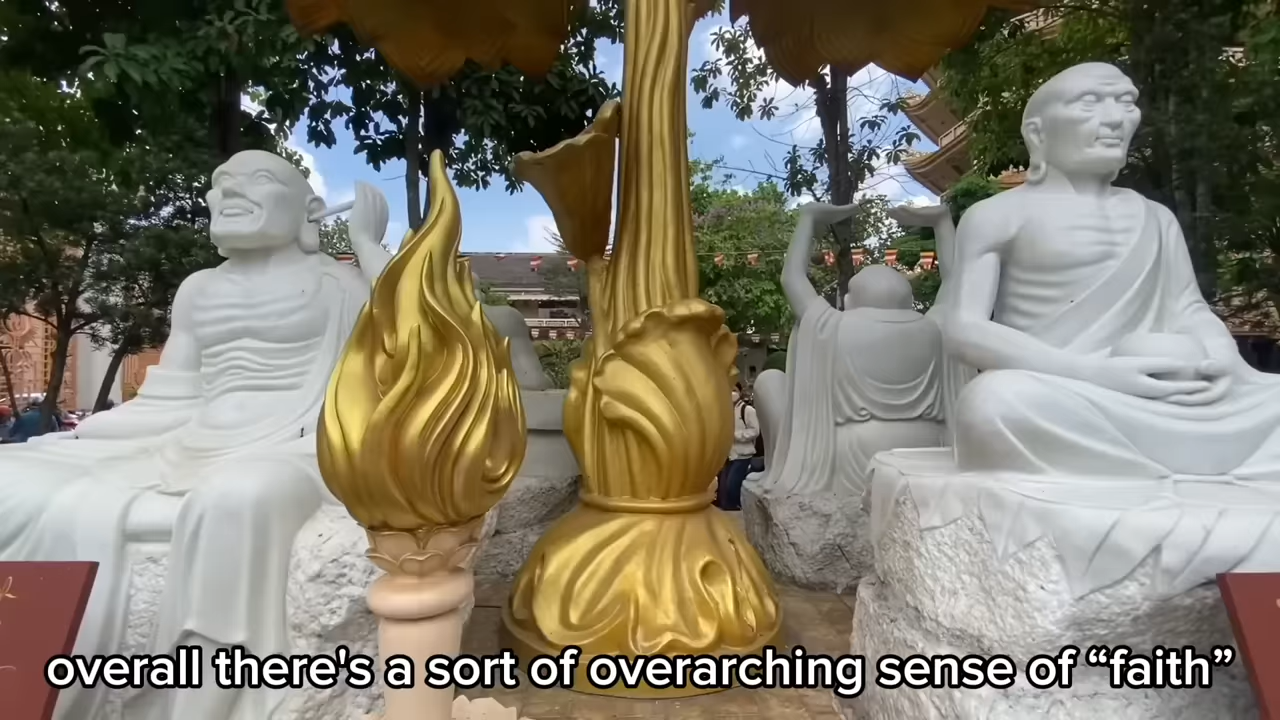 overall there's a sort of overarching sense of “faith”